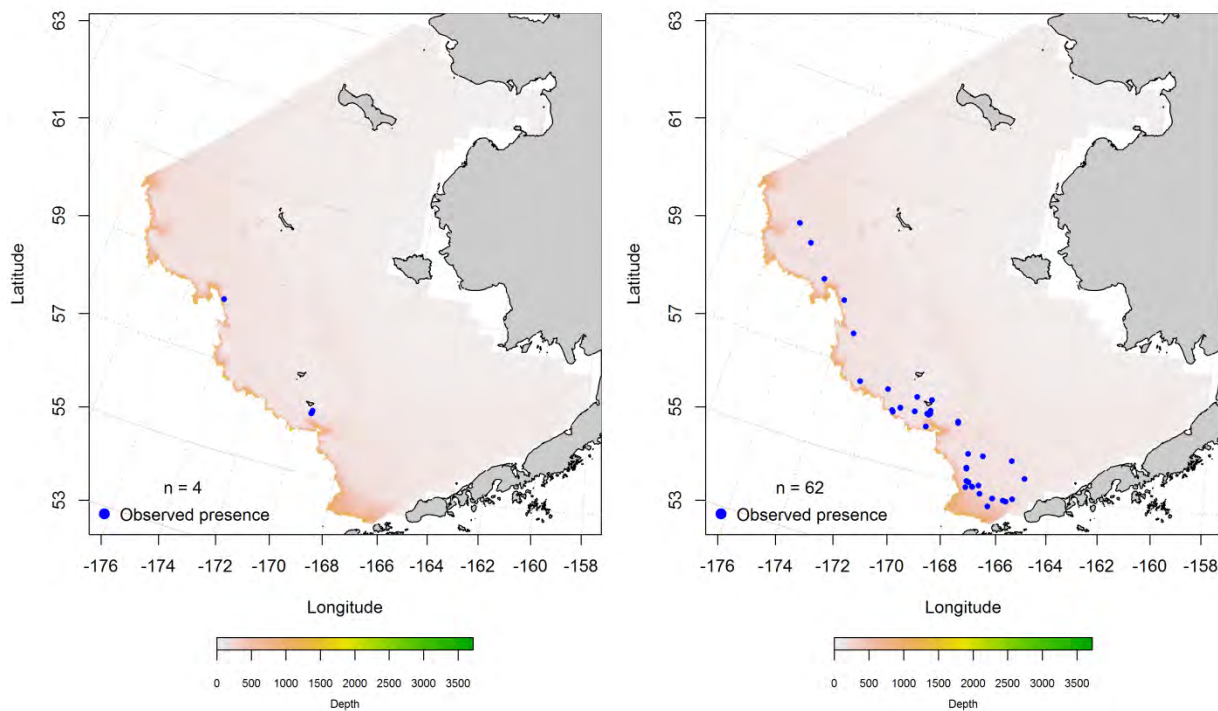 63
61
59
57
55
53
Latitude
n = 4
Observed presence
-176
-174
-172
-170
-168
-166
-164
-162
-160
-158
Longitude
0 500 1000 1500 2000 2500 3000 3500
Depth
63
61
59
57
55
53
Latitude
n = 62
Observed presence
-176
-174
-172
-170
-168
-166
-164
-162
-160
-158
Longitude
0 500 1000 1500 2000 2500 3000 3500
Depth